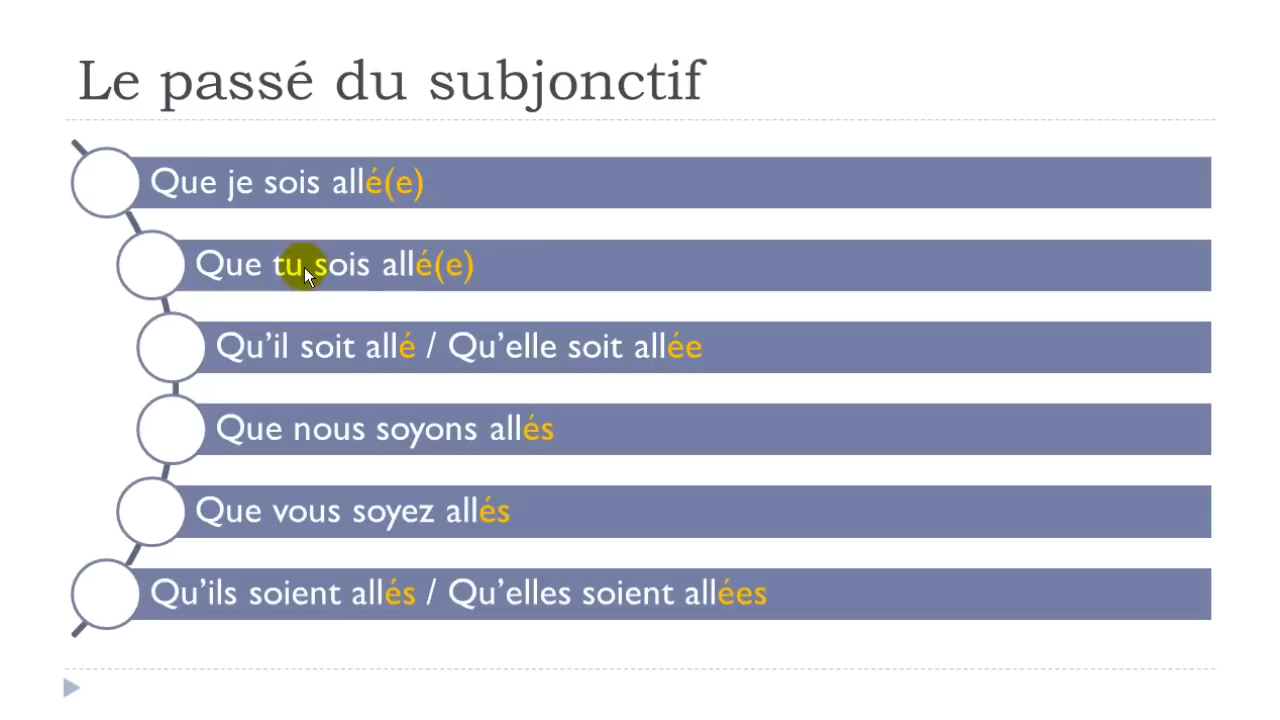 Le passé du subjonctif
Que je sois allé(e)
Que tu sois allé(e)
Qu’il soit allé / Qu’elle soit allée
Que nous soyons allés
Que vous soyez allés
Qu’ils soient allés / Qu’elles soient allées